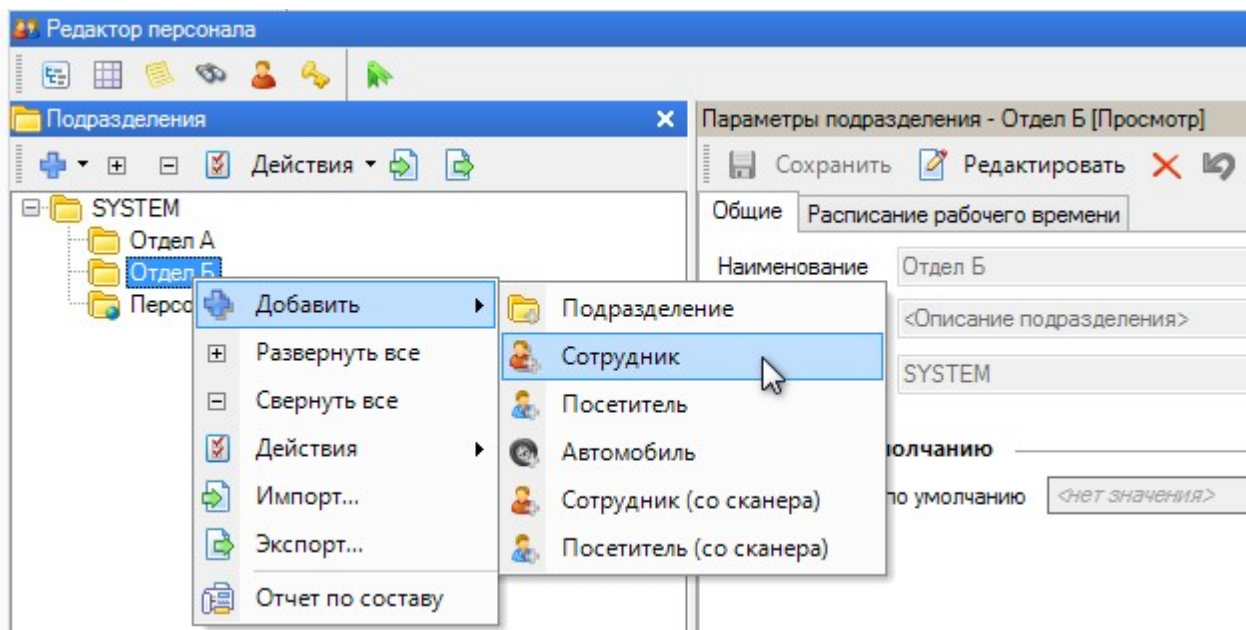 Редактор персонала
Подразделения
Действия
SYSTEM
Отдел А
Отдел Б
Персо
Добавить
Развернуть все
Свернуть все
Действия
Импорт...
Экспорт...
Отчет по составу
Подразделение
Сотрудник
Посетитель
Автомобиль
Сотрудник (со сканера)
Посетитель (со сканера)
Параметры подразделения - Отдел Б [Просмотр]
Сохранить Редактировать
Общие Расписание рабочего времени
Наименование Отдел Б
<Описание подразделения>
SYSTEM
олчанию
по умолчанию <нет значения>